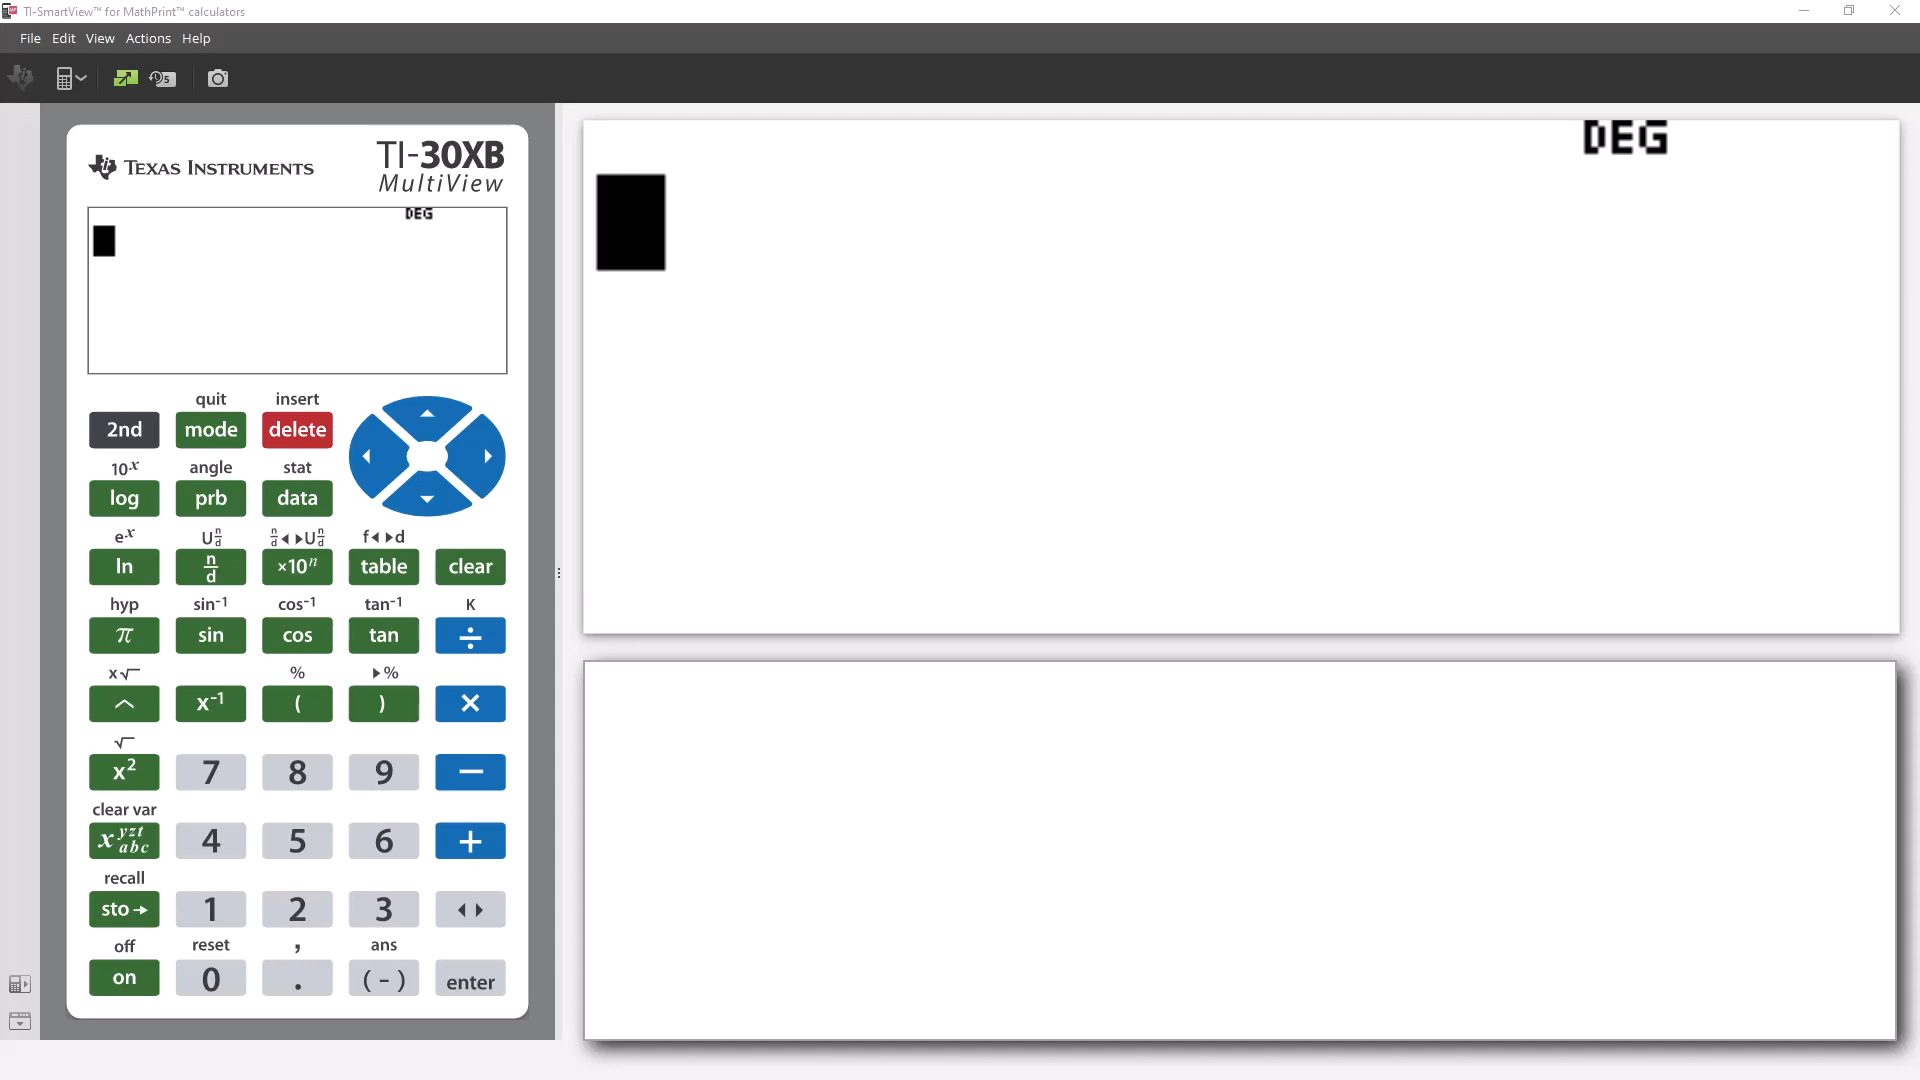 TI-SmartView™ for MathPrint™ calculators
File Edit View Actions Help
5
TEXAS INSTRUMENTS
TI-30XB
MultiView
DEG
DEG
quit insert
2nd mode delete
10ˣ angle stat
log prb data
eˣ U n/d n/d◂▸U n/d f◂▸d
ln n/d ×10ⁿ table clear
hyp sin⁻¹ cos⁻¹ tan⁻¹ K
π sin cos tan ÷
x√ % ▸%
^ x⁻¹ ( ) ×
√
x² 7 8 9 −
clear var
x yzt abc 4 5 6 +
recall
sto→ 1 2 3 ◂▸
off reset , ans
on 0 . (-) enter